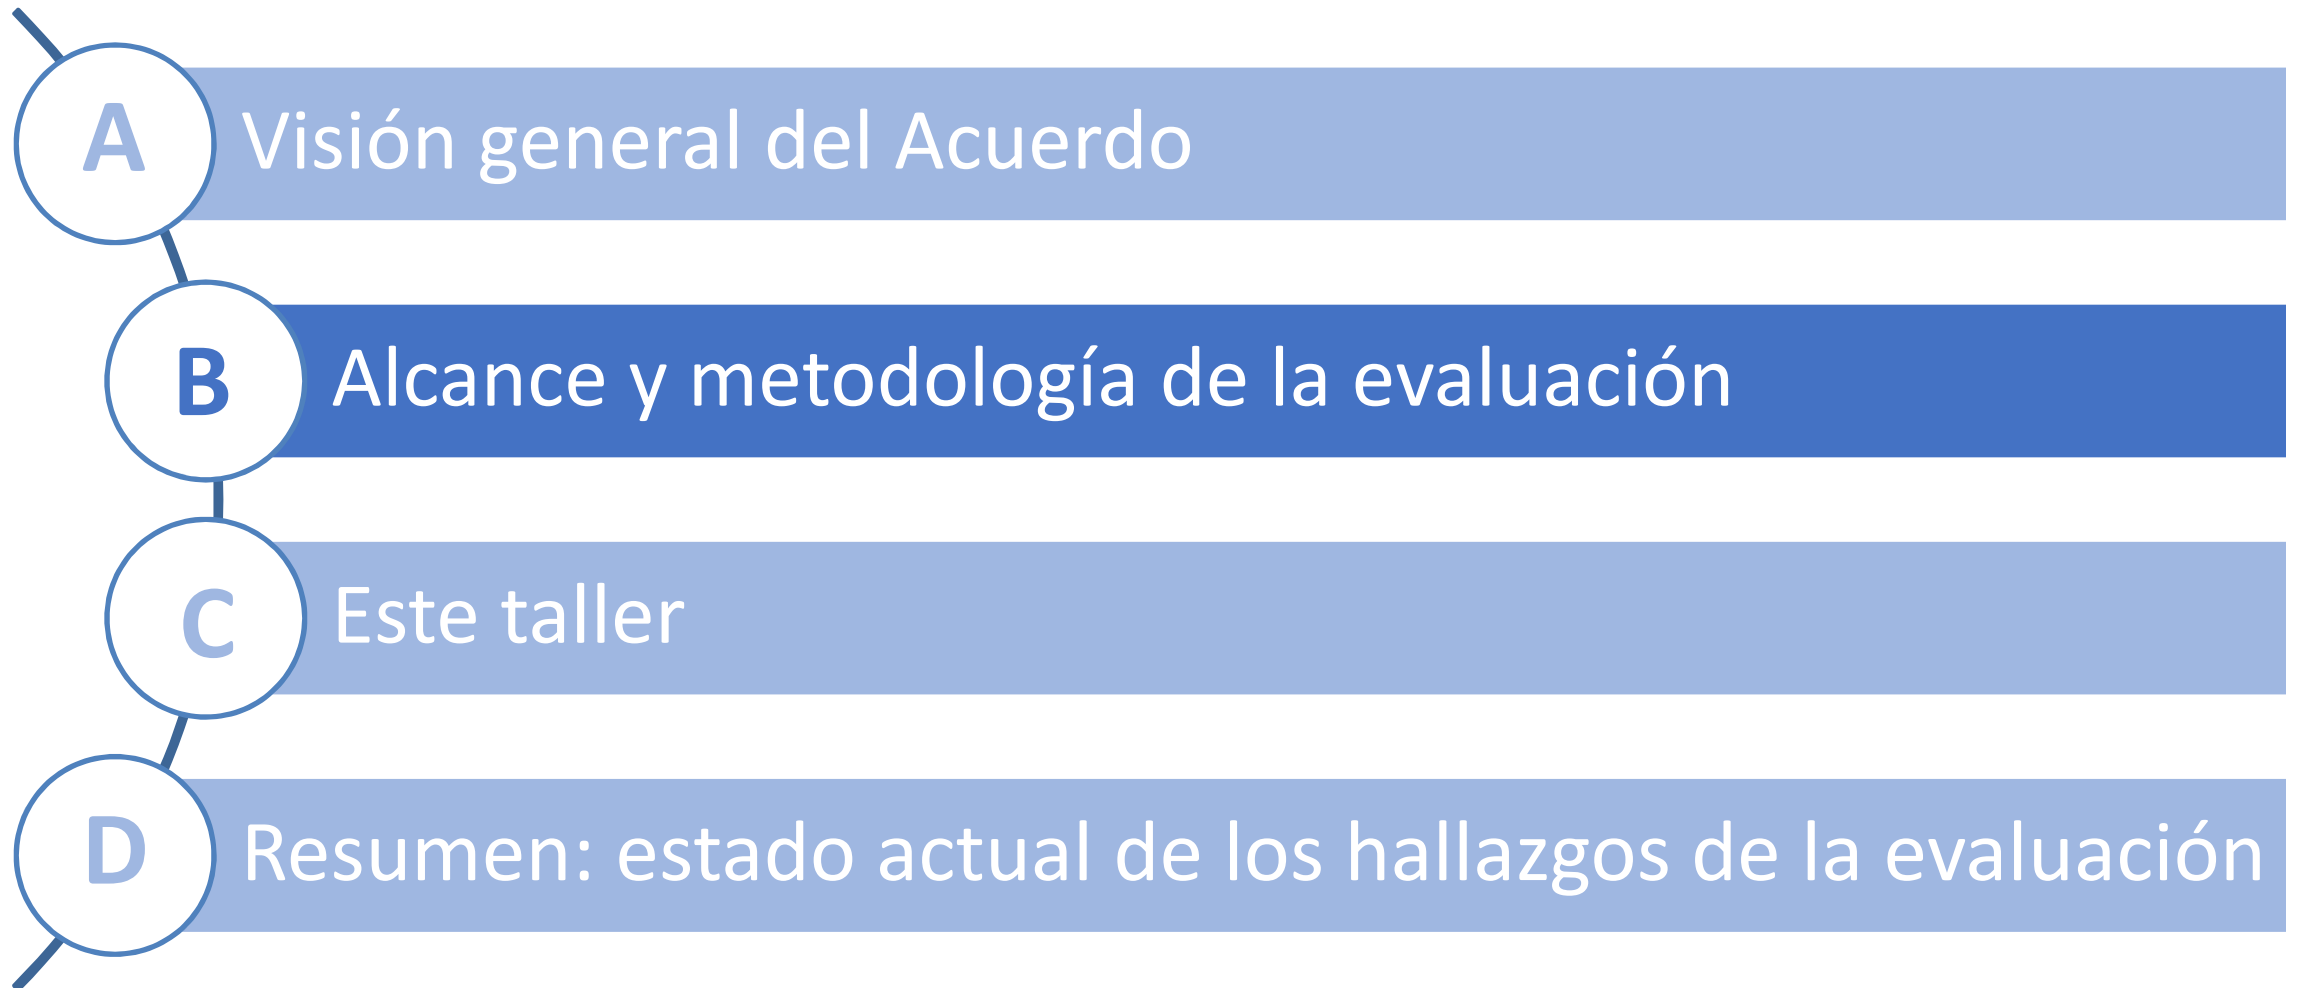 A
Visión general del Acuerdo
B
Alcance y metodología de la evaluación
C
Este taller
D
Resumen: estado actual de los hallazgos de la evaluación